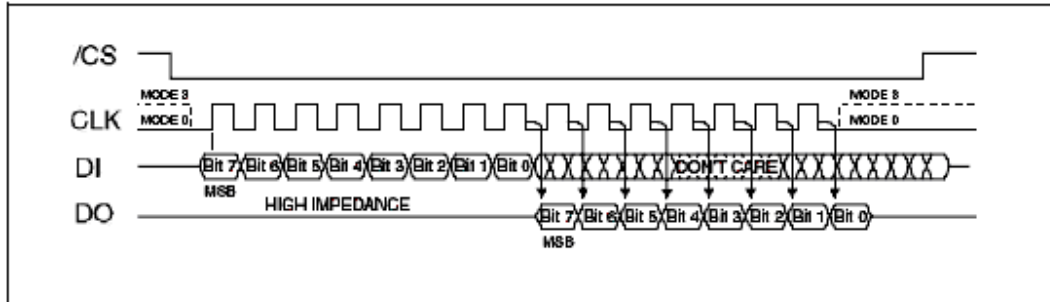 /CS
MODE 3 MODE 3
CLK MODE 0 MODE 0
DI Bit 7 Bit 6 Bit 5 Bit 4 Bit 3 Bit 2 Bit 1 Bit 0 DON'T CARE
MSB
HIGH IMPEDANCE
DO Bit 7 Bit 6 Bit 5 Bit 4 Bit 3 Bit 2 Bit 1 Bit 0
MSB